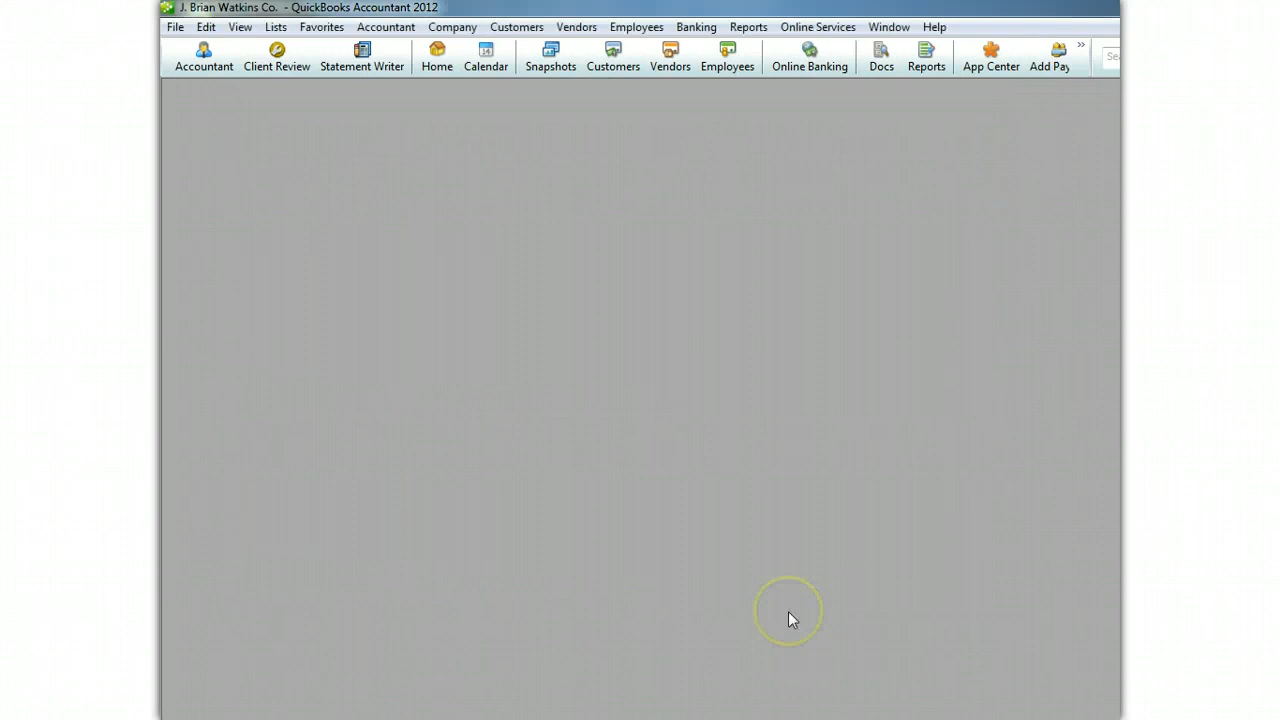 J. Brian Watkins Co. - QuickBooks Accountant 2012
File Edit View Lists Favorites Accountant Company Customers Vendors Employees Banking Reports Online Services Window Help
14
Accountant Client Review Statement Writer Home Calendar Snapshots Customers Vendors Employees Online Banking Docs Reports App Center Add Pay » Sea